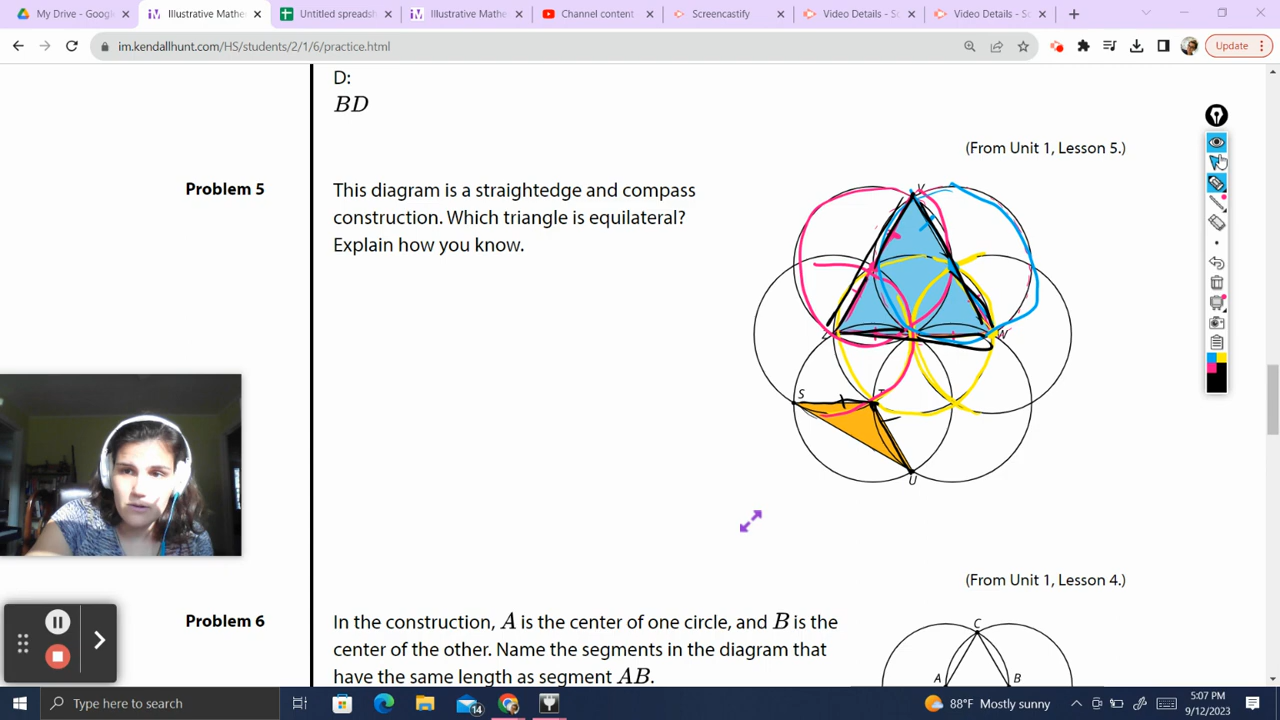 My Drive - Google
Illustrative Mathe
Untitled spreadsh
Illustrative Mathe
Channel content
Screencastify
Video Details - Sc
Video Details - Sc
im.kendallhunt.com/HS/students/2/1/6/practice.html
Update
D:
BD
(From Unit 1, Lesson 5.)
Problem 5
This diagram is a straightedge and compass
construction. Which triangle is equilateral?
Explain how you know.
S
U
(From Unit 1, Lesson 4.)
Problem 6
In the construction, A is the center of one circle, and B is the
center of the other. Name the segments in the diagram that
have the same length as segment AB.
C
A
B
Type here to search
14
88°F Mostly sunny
5:07 PM
9/12/2023